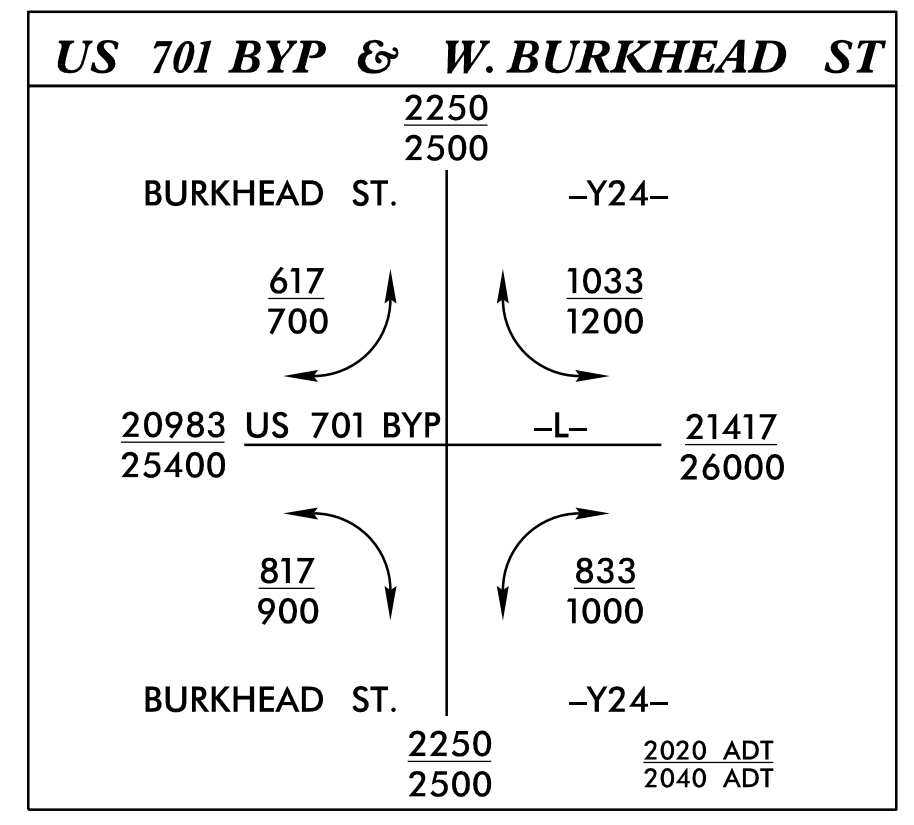 US 701 BYP & W. BURKHEAD ST
2250
2500
BURKHEAD ST. –Y24–
617 1033
700 1200
20983 US 701 BYP –L– 21417
25400 26000
817 833
900 1000
BURKHEAD ST. –Y24–
2250
2500
2020 ADT
2040 ADT